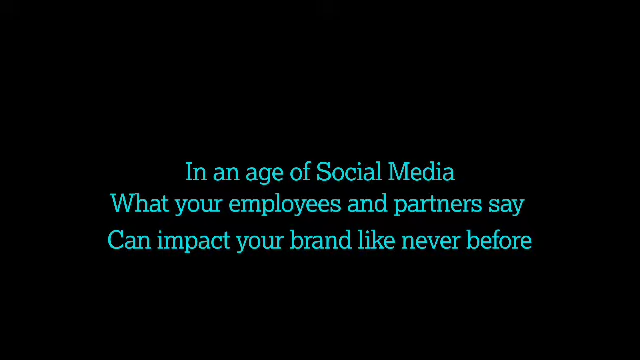 In an age of Social Media
What your employees and partners say
Can impact your brand like never before